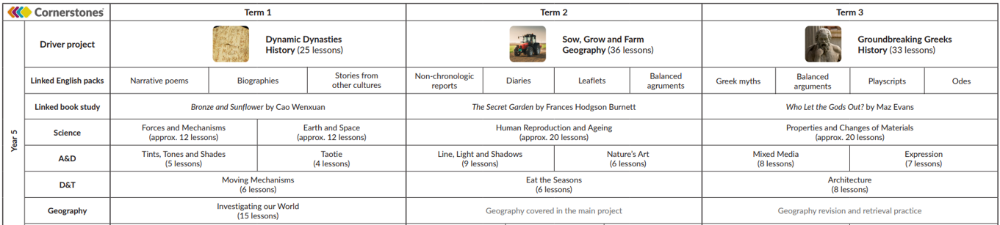 Cornerstones
Term 1
Term 2
Term 3
Year 5
Driver project
Dynamic Dynasties
History (25 lessons)
Sow, Grow and Farm
Geography (36 lessons)
Groundbreaking Greeks
History (33 lessons)
Linked English packs
Narrative poems
Biographies
Stories from
other cultures
Non-chronologic
reports
Diaries
Leaflets
Balanced
agruments
Greek myths
Balanced
arguments
Playscripts
Odes
Linked book study
Bronze and Sunflower by Cao Wenxuan
The Secret Garden by Frances Hodgson Burnett
Who Let the Gods Out? by Maz Evans
Science
Forces and Mechanisms
(approx. 12 lessons)
Earth and Space
(approx. 12 lessons)
Human Reproduction and Ageing
(approx. 20 lessons)
Properties and Changes of Materials
(approx. 20 lessons)
A&D
Tints, Tones and Shades
(5 lessons)
Taotie
(4 lessons)
Line, Light and Shadows
(9 lessons)
Nature's Art
(6 lessons)
Mixed Media
(8 lessons)
Expression
(7 lessons)
D&T
Moving Mechanisms
(6 lessons)
Eat the Seasons
(6 lessons)
Architecture
(8 lessons)
Geography
Investigating our World
(15 lessons)
Geography covered in the main project
Geography revision and retrieval practice